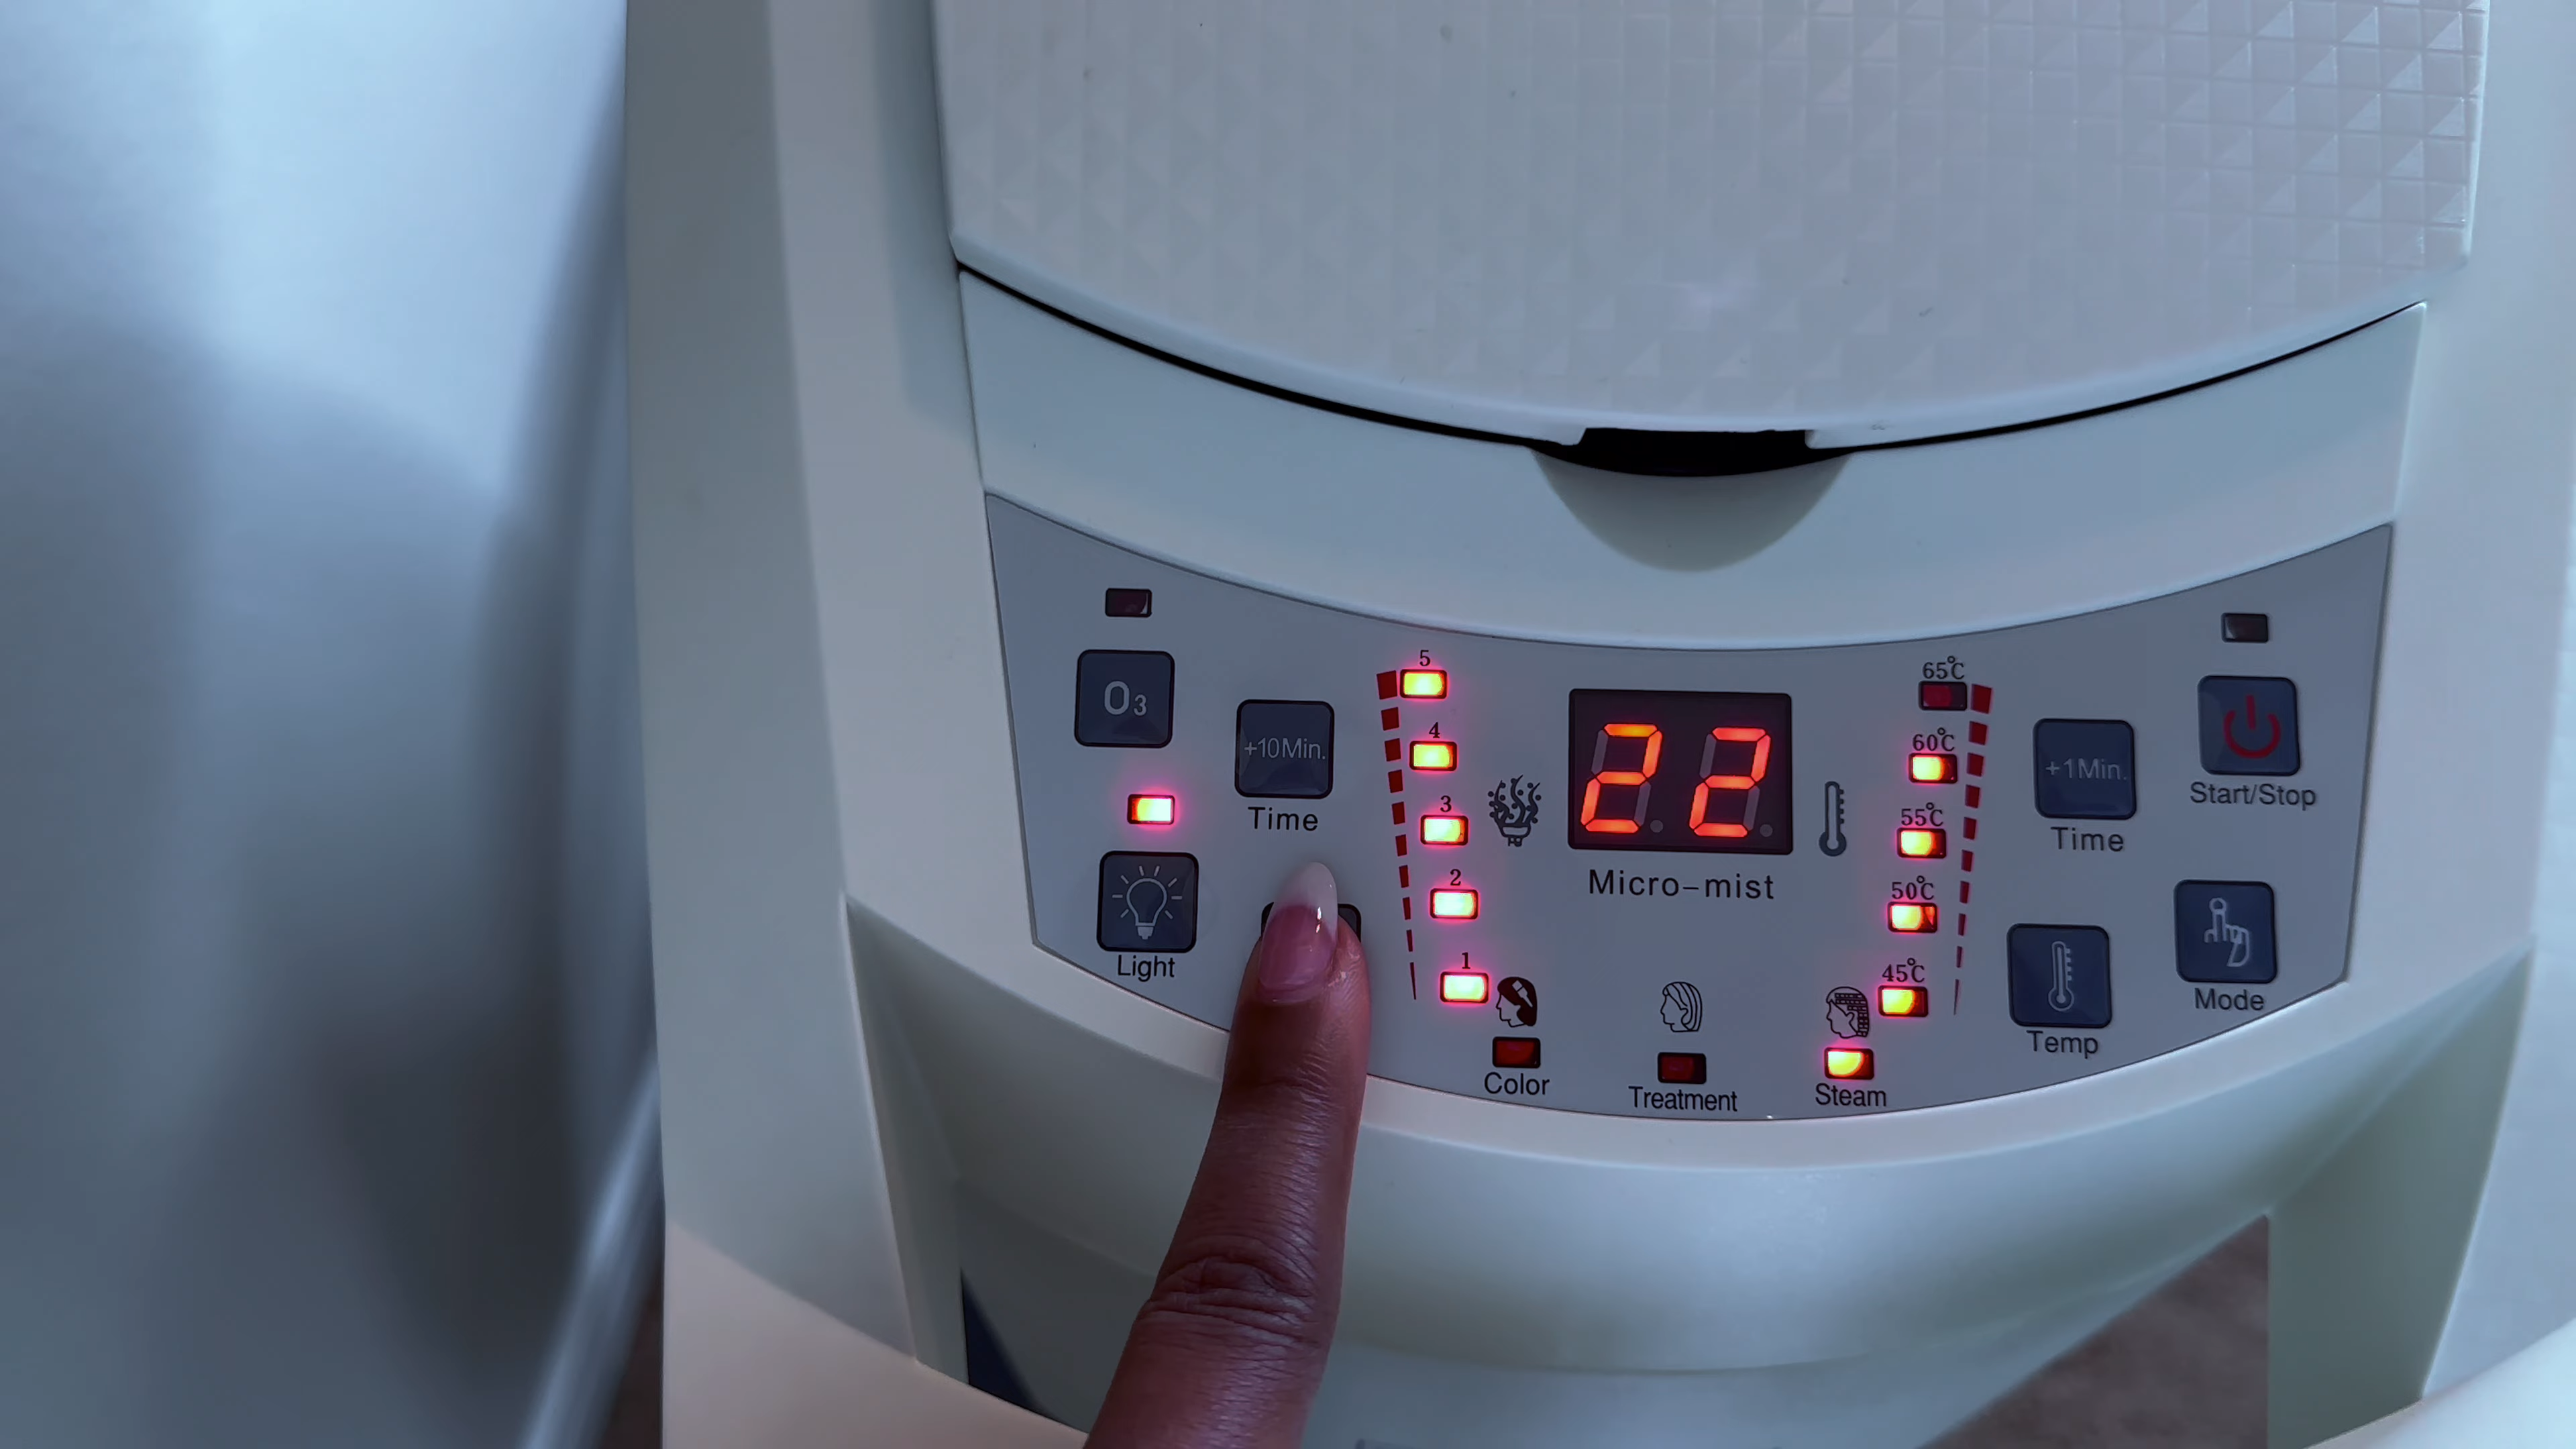 O3
+10Min.
Time
Light
5
4
3
2
1
22
Micro-mist
65℃
60℃
55℃
50℃
45℃
Color
Treatment
Steam
+1Min.
Time
Temp
Start/Stop
Mode